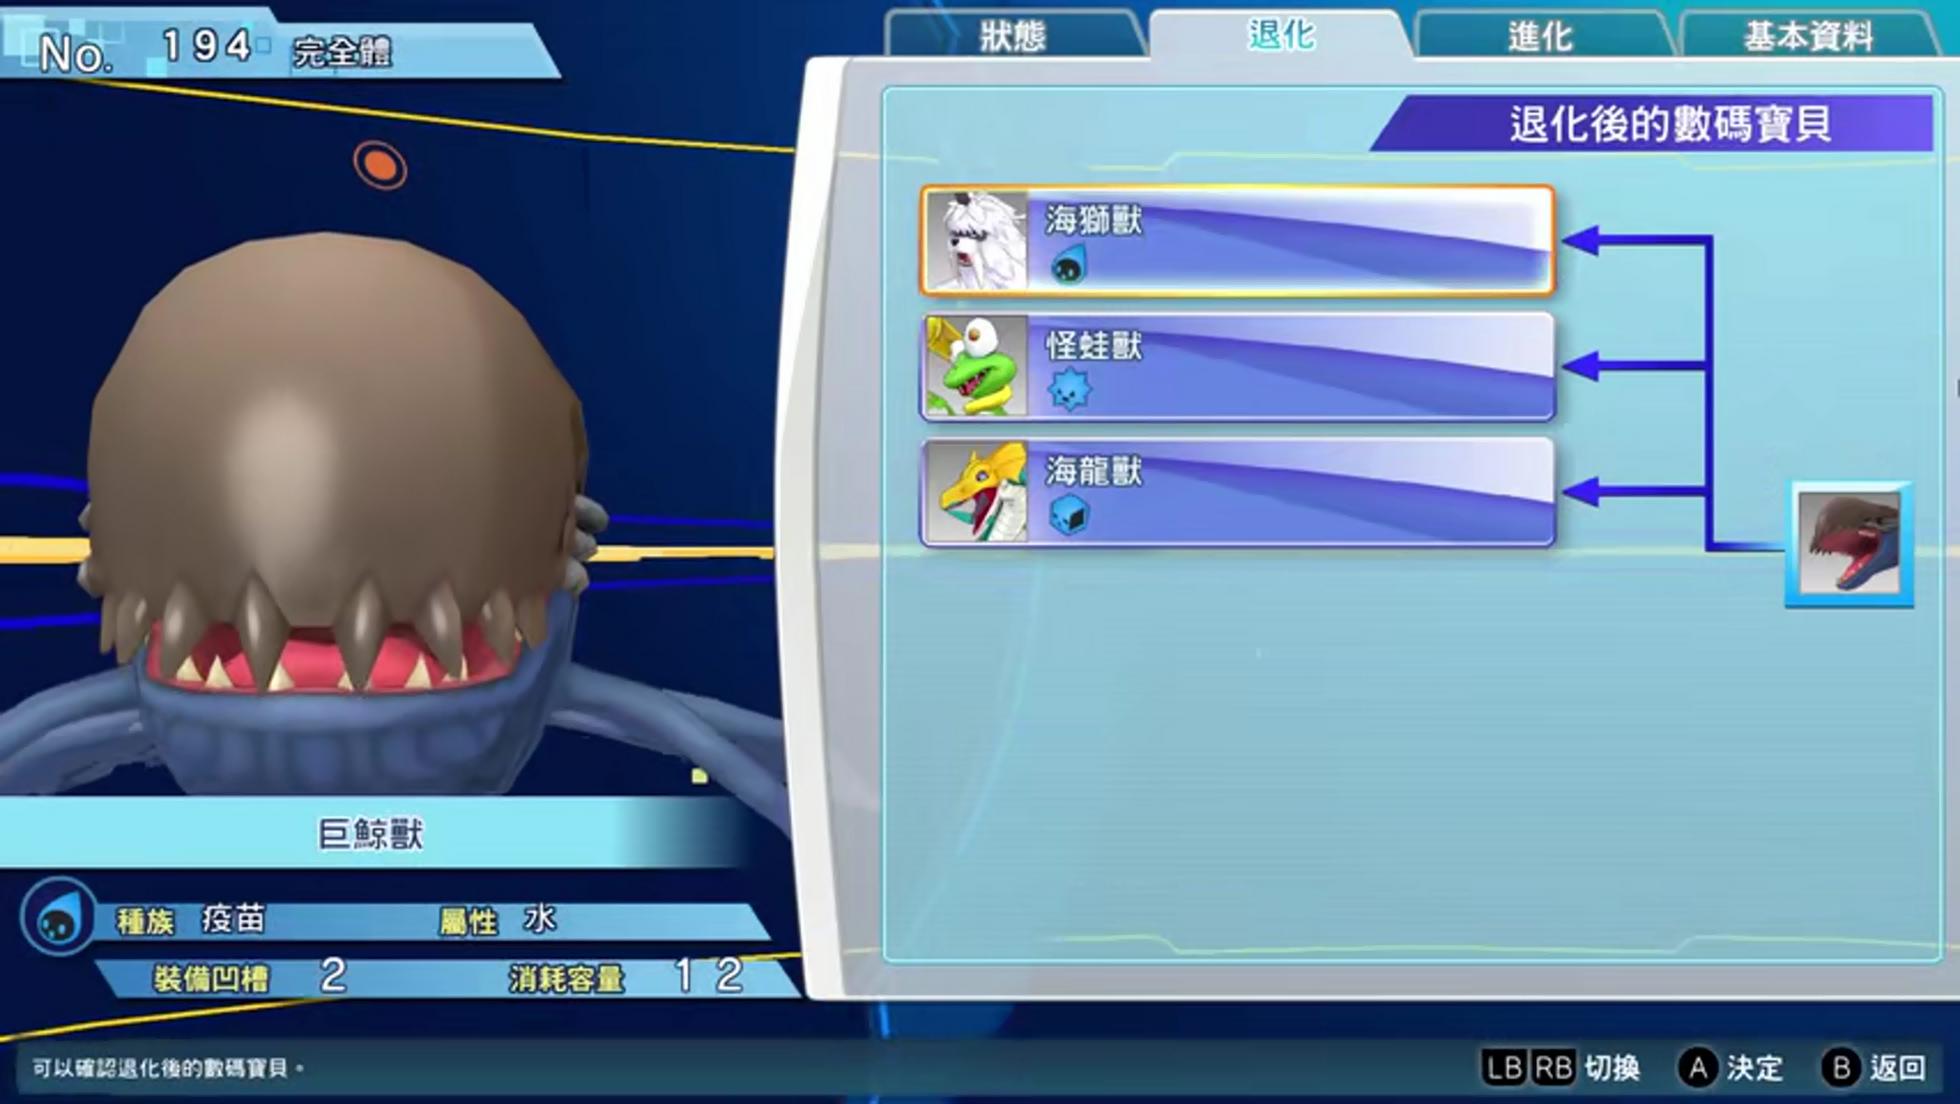 No. 194 完全體
狀態 退化 進化 基本資料
退化後的數碼寶貝
海獅獸
怪蛙獸
海龍獸
巨鯨獸
種族 疫苗 屬性 水
裝備凹槽 2 消耗容量 12
可以確認退化後的數碼寶貝。
LB RB 切換 A 決定 B 返回